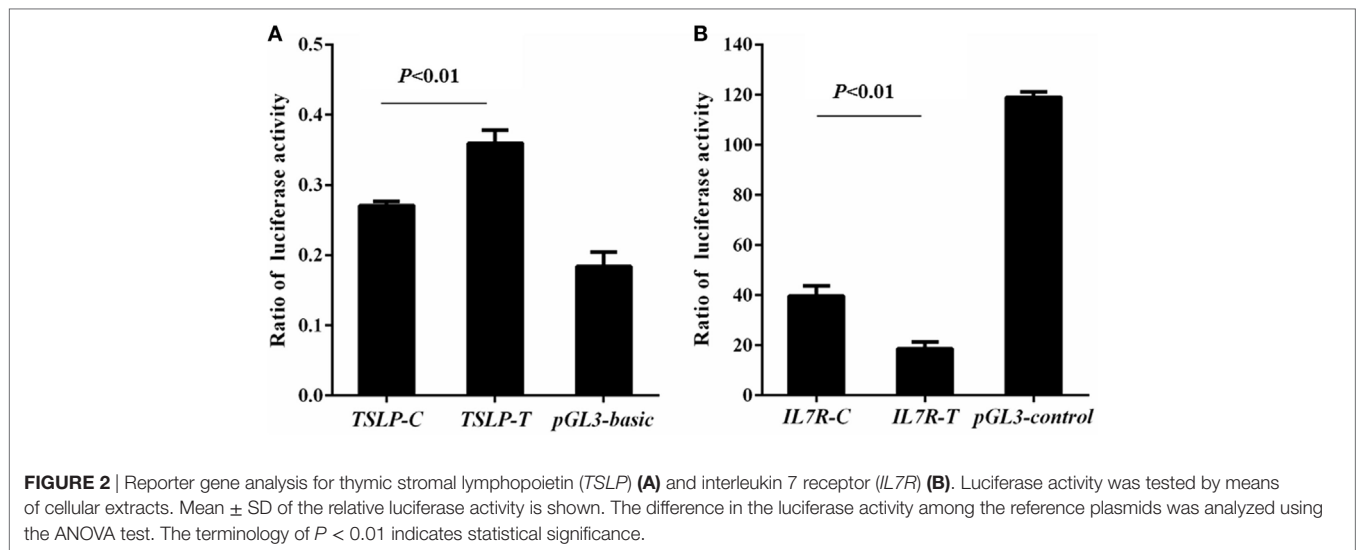 A
Ratio of luciferase activity
0.5
0.4
0.3
0.2
0.1
0.0
P<0.01
TSLP-C TSLP-T pGL3-basic
B
Ratio of luciferase activity
140
120
100
80
60
40
20
0
P<0.01
IL7R-C IL7R-T pGL3-control
FIGURE 2 | Reporter gene analysis for thymic stromal lymphopoietin (TSLP) (A) and interleukin 7 receptor (IL7R) (B). Luciferase activity was tested by means
of cellular extracts. Mean ± SD of the relative luciferase activity is shown. The difference in the luciferase activity among the reference plasmids was analyzed using
the ANOVA test. The terminology of P < 0.01 indicates statistical significance.